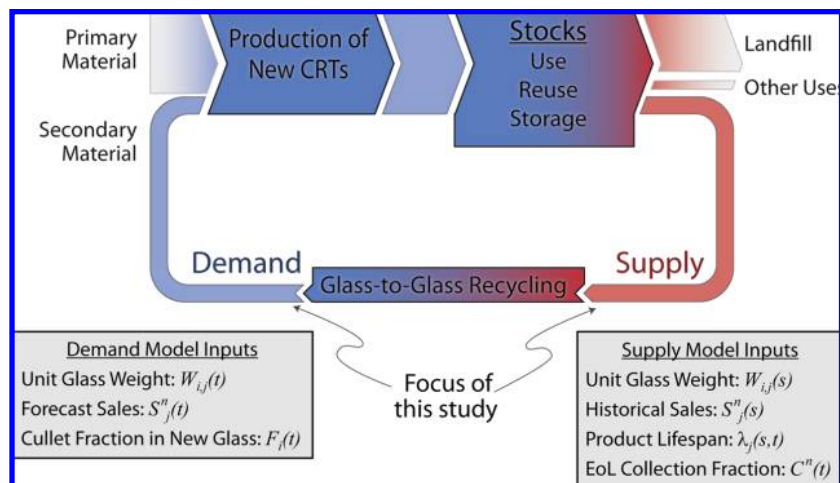 Primary
Material
Production of
New CRTs
Stocks
Use
Reuse
Storage
Landfill
Other Uses
Secondary
Material
Demand
Glass-to-Glass Recycling
Supply
Focus of
this study
Demand Model Inputs
Unit Glass Weight: W_{i,j}(t)
Forecast Sales: S^n_j(t)
Cullet Fraction in New Glass: F_i(t)
Supply Model Inputs
Unit Glass Weight: W_{i,j}(s)
Historical Sales: S^n_j(s)
Product Lifespan: λ_j(s,t)
EoL Collection Fraction: C^n(t)